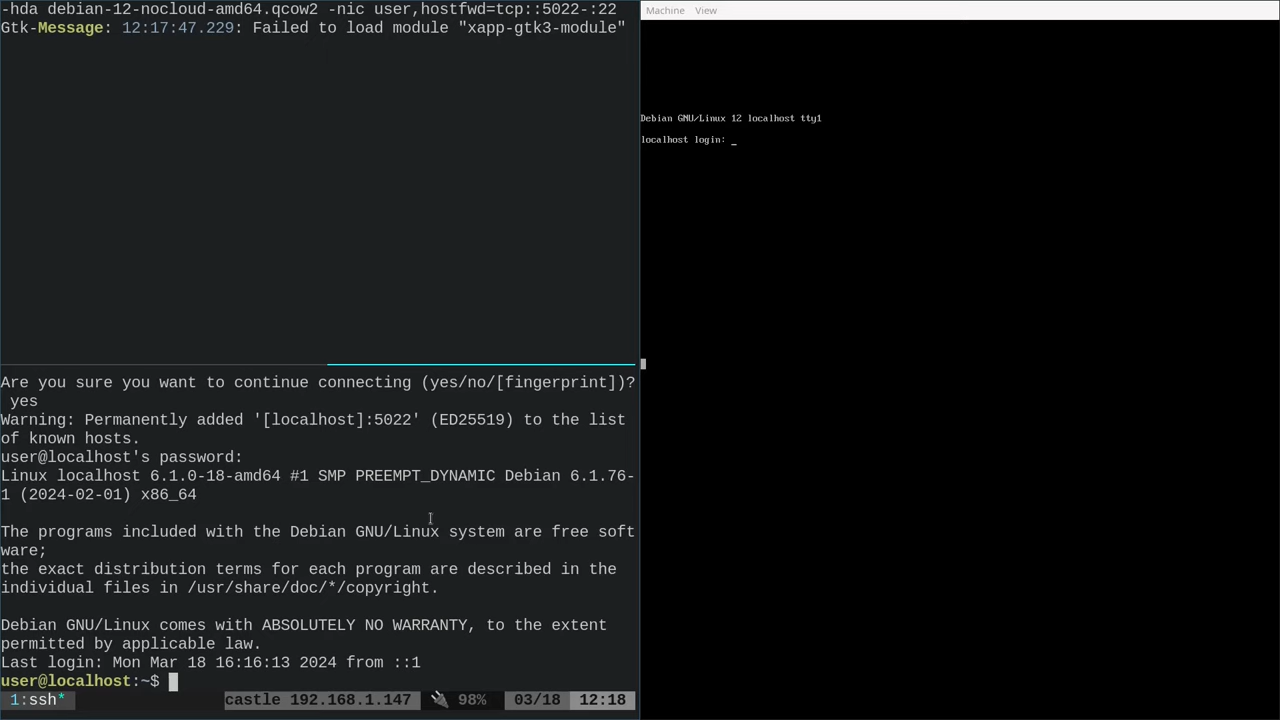 -hda debian-12-nocloud-amd64.qcow2 -nic user,hostfwd=tcp::5022-:22
Gtk-Message: 12:17:47.229: Failed to load module "xapp-gtk3-module"
Are you sure you want to continue connecting (yes/no/[fingerprint])?
 yes
Warning: Permanently added '[localhost]:5022' (ED25519) to the list
of known hosts.
user@localhost's password:
Linux localhost 6.1.0-18-amd64 #1 SMP PREEMPT_DYNAMIC Debian 6.1.76-
1 (2024-02-01) x86_64
The programs included with the Debian GNU/Linux system are free soft
ware;
the exact distribution terms for each program are described in the
individual files in /usr/share/doc/*/copyright.
Debian GNU/Linux comes with ABSOLUTELY NO WARRANTY, to the extent
permitted by applicable law.
Last login: Mon Mar 18 16:16:13 2024 from ::1
user@localhost:~$
1:ssh* castle 192.168.1.147 🔌 98% 03/18 12:18
Machine View
Debian GNU/Linux 12 localhost tty1
localhost login: _